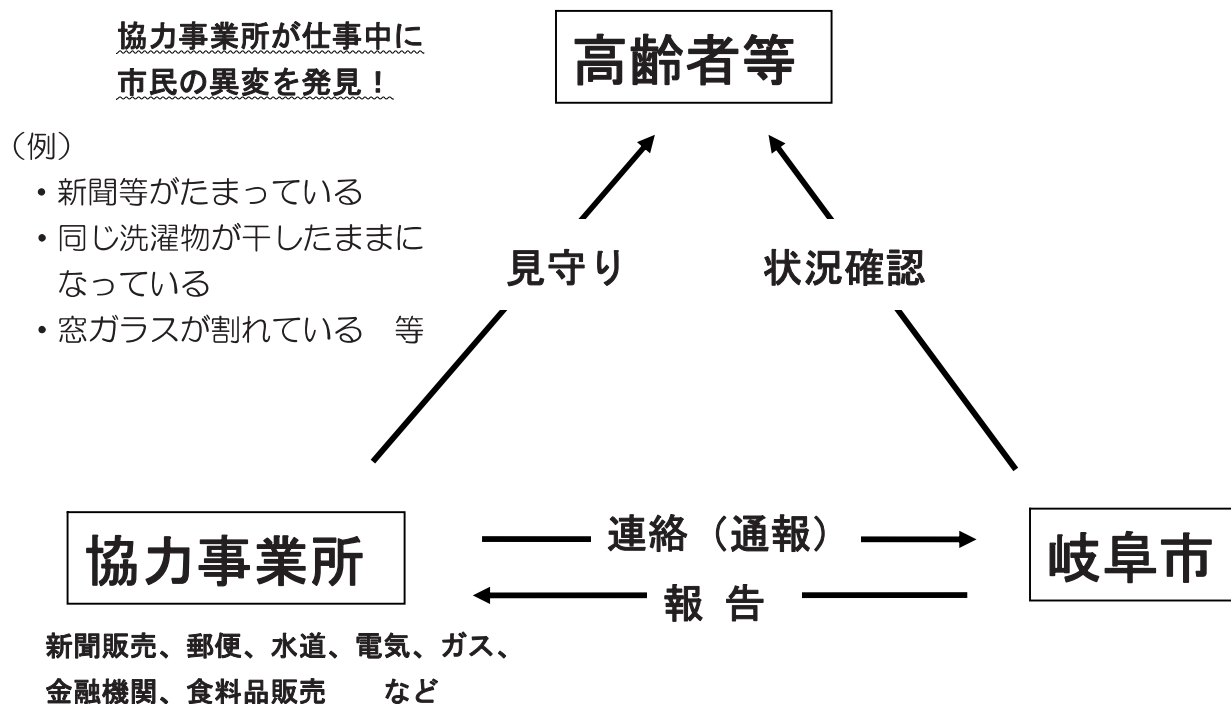 協力事業所が仕事中に
市民の異変を発見!
高齢者等
(例)
・新聞等がたまっている
・同じ洗濯物が干したままに
なっている
・窓ガラスが割れている 等
見守り
状況確認
協力事業所
連絡(通報)
報 告
岐阜市
新聞販売、郵便、水道、電気、ガス、
金融機関、食料品販売 など